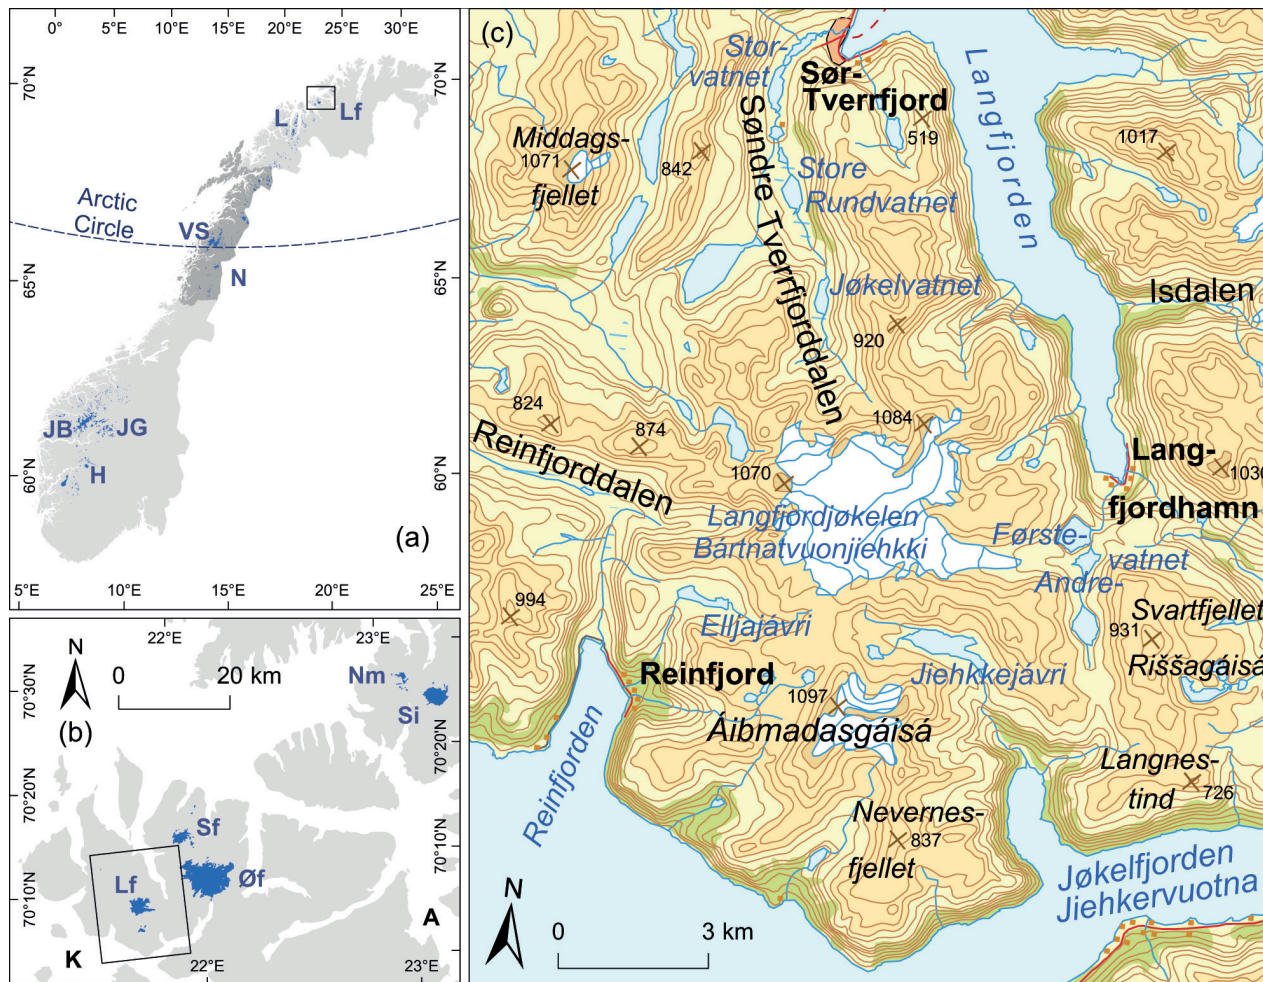 0°
5°E
10°E
15°E
20°E
25°E
30°E
70°N
70°N
L
Lf
Arctic
Circle
VS
N
65°N
65°N
JB
JG
H
60°N
60°N
(a)
5°E
10°E
15°E
20°E
25°E
22°E
23°E
N
0
20 km
(b)
Nm
Si
70°30'N
70°20'N
70°20'N
70°10'N
70°10'N
Sf
Øf
Lf
A
K
22°E
23°E
(c)
Stor-
vatnet
Sør-
Tverrfjord
519
Langfjorden
1017
Middags-
1071
fjellet
842
Søndre Tverrfjorddalen
Store
Rundvatnet
Jøkelvatnet
920
Isdalen
824
874
Reinfjorddalen
1084
1070
Lang-
fjordhamn
1030
Langfjordjøkelen
Bártnatvuonjiehkki
Første-
vatnet
Andre-
994
Elljajávri
Svartfjellet
931
Riššagáisá
Reinfjord
1097
Áibmadasgáisá
Jiehkkejávri
Reinfjorden
Langnes-
tind
726
Nevernes-
837
fjellet
Jøkelfjorden
Jiehkervuotna
N
0
3 km